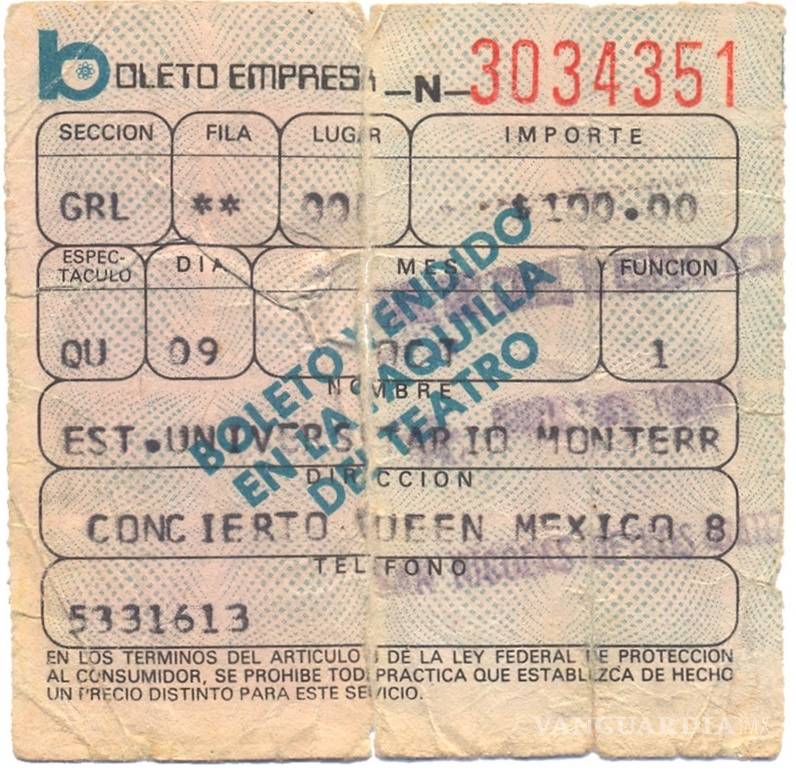 bOLETO EMPRESA -N- 3034351
SECCION FILA LUGAR IMPORTE
GRL ** $100.00
ESPEC-
TACULO DIA MES FUNCION
QU 09 OCT 1
BOLETO VENDIDO
EN LA TAQUILLA
DEL TEATRO
NOMBRE
EST.UNIVERSITARIO MONTERR
DIRECCION
CONCIERTO QUEEN MEXICO 8
TELEFONO
5331613
EN LOS TERMINOS DEL ARTICULO DE LA LEY FEDERAL DE PROTECCION
AL CONSUMIDOR, SE PROHIBE TODA PRACTICA QUE ESTABLEZCA DE HECHO
UN PRECIO DISTINTO PARA ESTE SERVICIO.
VANGUARDIA MX